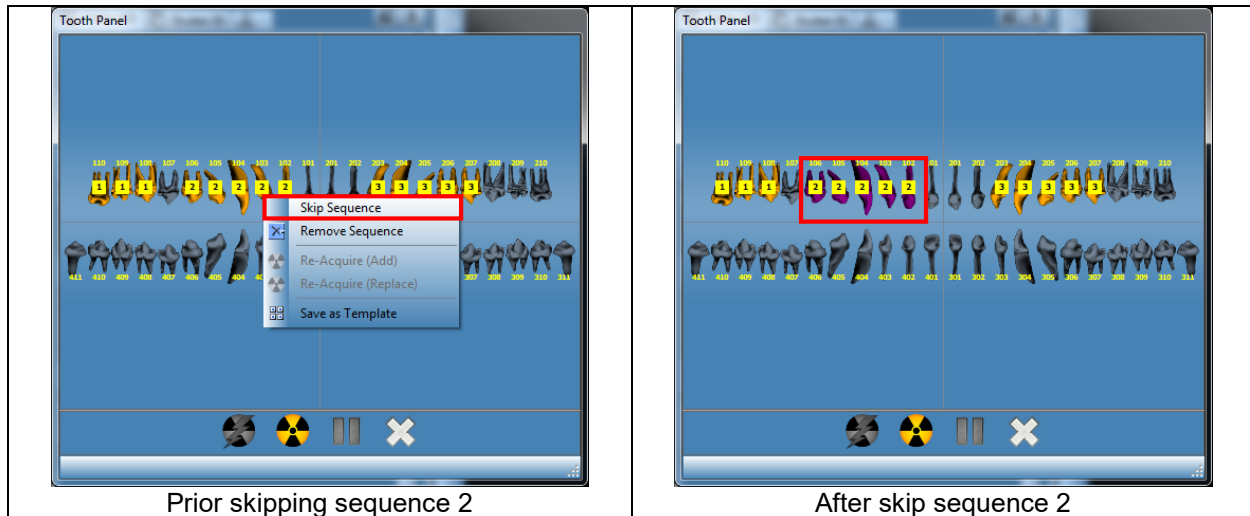 Tooth Panel
110 109 108 107 106 105 104 103 102 101 201 202 203 204 205 206 207 208 209 210
1 1 1 2 2 2 2 2 3 3 3 3 3
Skip Sequence
Remove Sequence
Re-Acquire (Add)
Re-Acquire (Replace)
Save as Template
411 410 409 408 407 406 405 404 307 308 309 310 311
Prior skipping sequence 2
Tooth Panel
110 109 108 107 106 105 104 103 102 01 201 202 203 204 205 206 207 208 209 210
1 1 1 2 2 2 2 2 3 3 3 3 3
411 410 409 408 407 406 405 404 403 402 401 301 302 303 304 305 306 307 308 309 310 311
After skip sequence 2